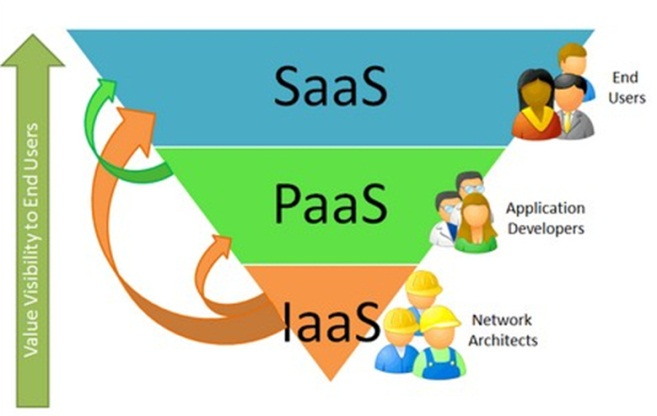 SaaS
End
Users
PaaS
Application
Developers
IaaS
Network
Architects
Value Visibility to End Users